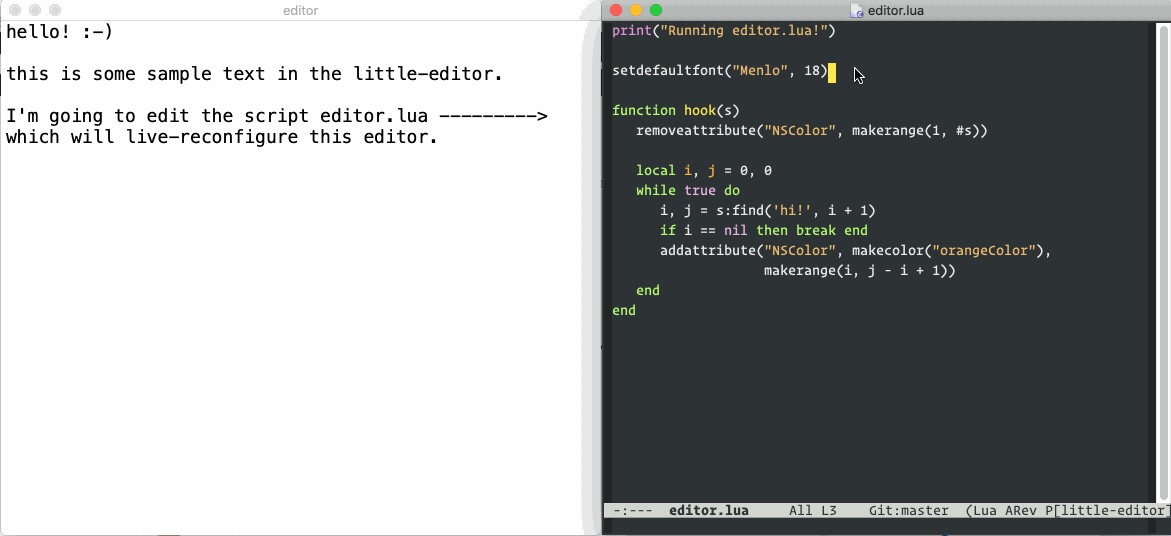 editor
hello! :-)
this is some sample text in the little-editor.
I'm going to edit the script editor.lua --------->
which will live-reconfigure this editor.
editor.lua
print("Running editor.lua!")
setdefaultfont("Menlo", 18)
function hook(s)
   removeattribute("NSColor", makerange(1, #s))
   local i, j = 0, 0
   while true do
      i, j = s:find('hi!', i + 1)
      if i == nil then break end
      addattribute("NSColor", makecolor("orangeColor"),
                   makerange(i, j - i + 1))
   end
end
-:---  editor.lua     All L3    Git:master  (Lua ARev P[little-editor]